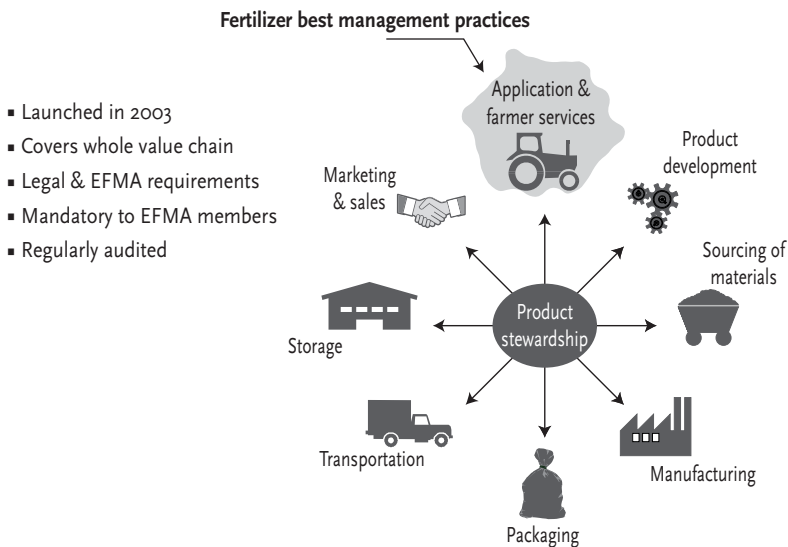 Fertilizer best management practices
▪ Launched in 2003
▪ Covers whole value chain
▪ Legal & EFMA requirements
▪ Mandatory to EFMA members
▪ Regularly audited
Application &
farmer services
Product
development
Marketing
& sales
Sourcing of
materials
Product
stewardship
Storage
Transportation
Manufacturing
Packaging